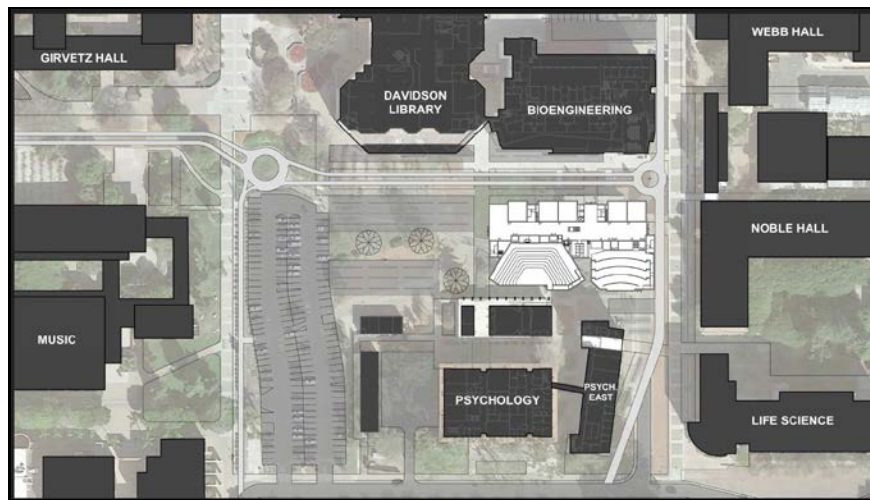 GIRVETZ HALL
DAVIDSON
LIBRARY
BIOENGINEERING
WEBB HALL
NOBLE HALL
MUSIC
PSYCHOLOGY
PSYCH.
EAST
LIFE SCIENCE